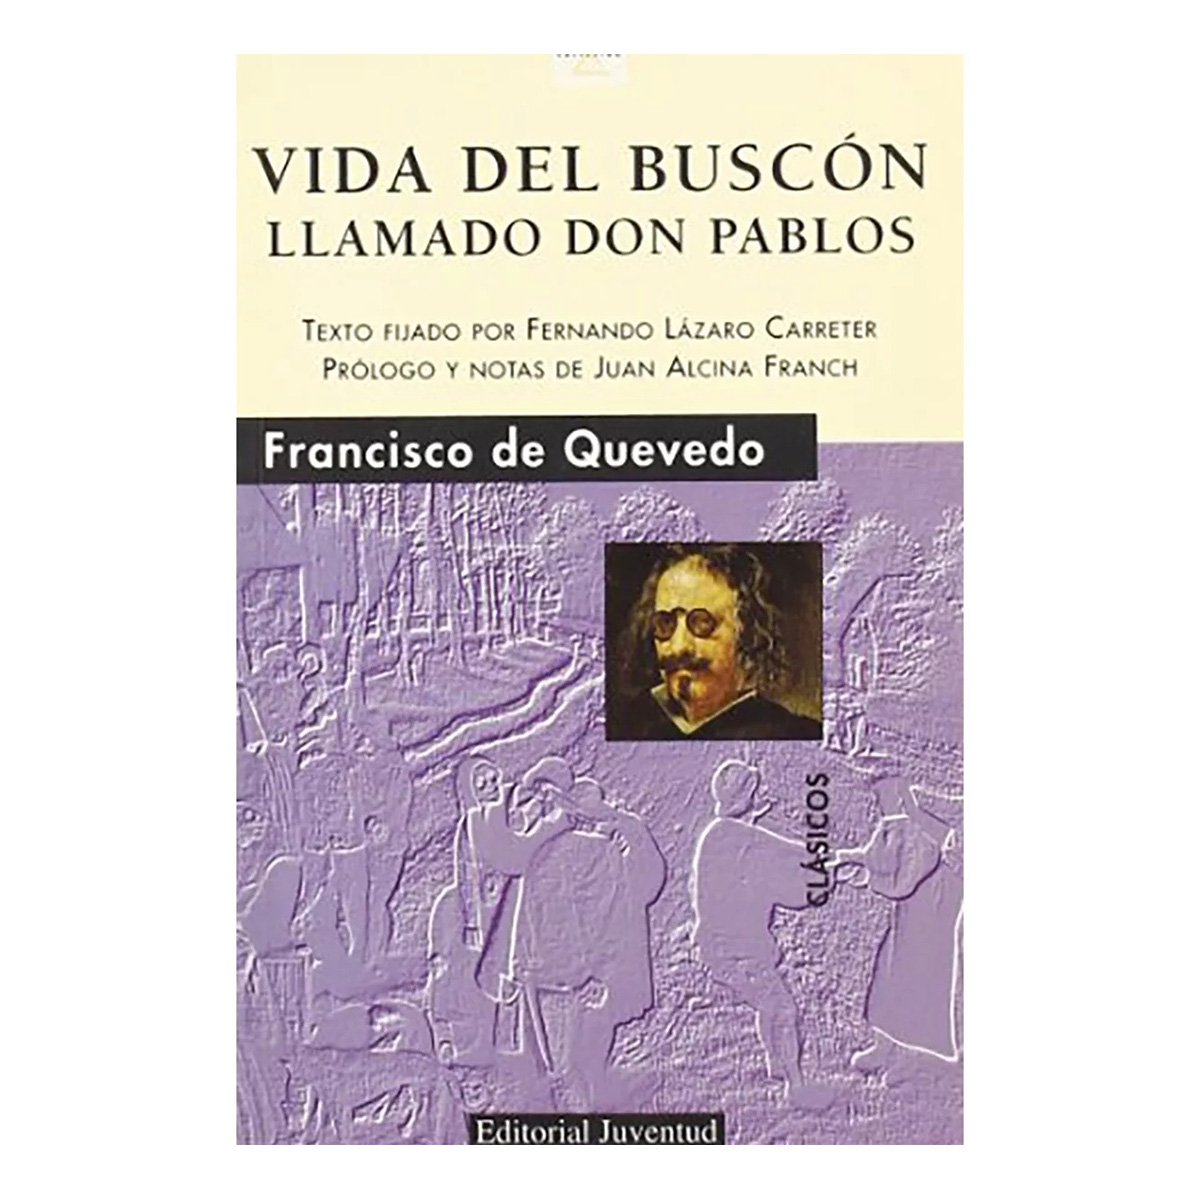 VIDA DEL BUSCÓN
LLAMADO DON PABLOS
TEXTO FIJADO POR FERNANDO LÁZARO CARRETER
PRÓLOGO Y NOTAS DE JUAN ALCINA FRANCH
Francisco de Quevedo
CLÁSICOS
Editorial Juventud